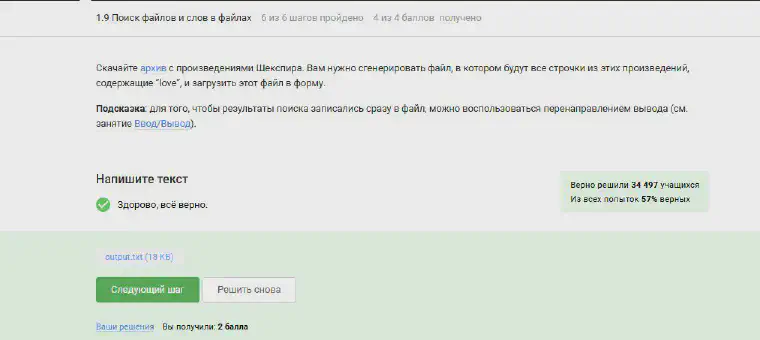 1.9 Поиск файлов и слов в файлах 6 из 6 шагов пройдено 4 из 4 баллов получено
Скачайте архив с произведениями Шекспира. Вам нужно сгенерировать файл, в котором будут все строчки из этих произведений,
содержащие "love", и загрузить этот файл в форму.
Подсказка: для того, чтобы результаты поиска записались сразу в файл, можно воспользоваться перенаправлением вывода (см.
занятие Ввод/Вывод).
Напишите текст
Здорово, всё верно.
Верно решили 34 497 учащихся
Из всех попыток 57% верных
output.txt (18 KB)
Следующий шаг Решить снова
Ваши решения Вы получили: 2 балла